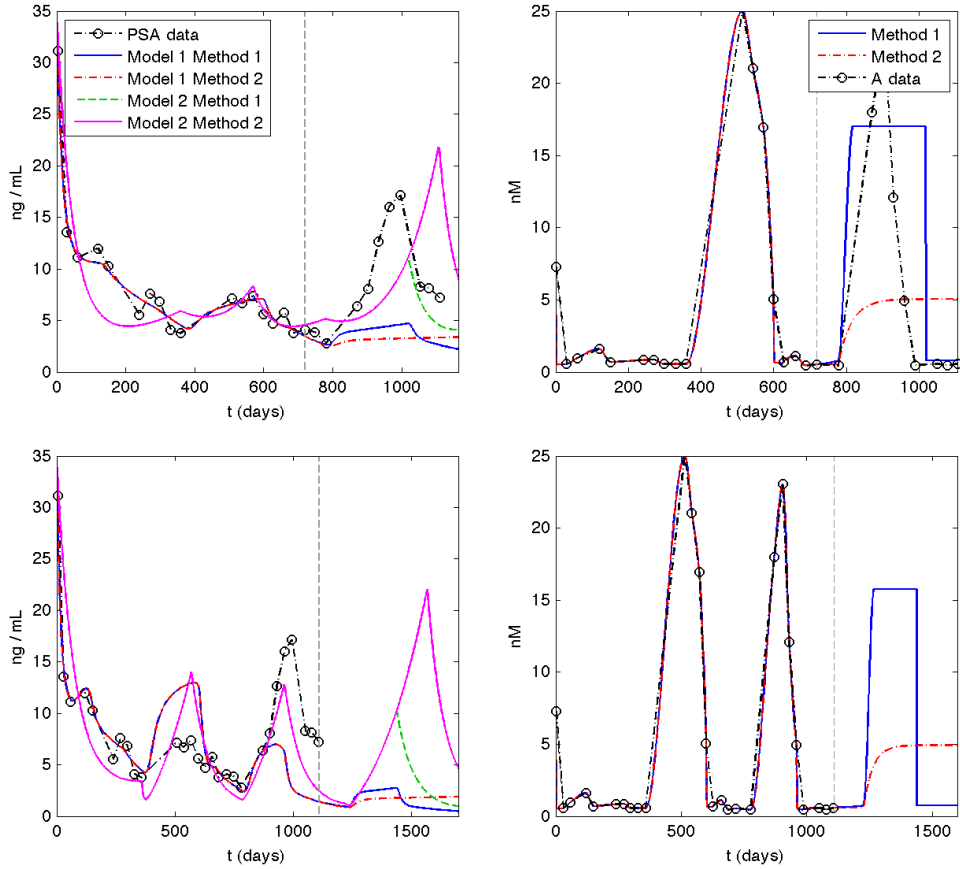 35
30
25
20
15
10
5
0
ng / mL
0 200 400 600 800 1000
t (days)
PSA data
Model 1 Method 1
Model 1 Method 2
Model 2 Method 1
Model 2 Method 2
25
20
15
10
5
0
nM
0 200 400 600 800 1000
t (days)
Method 1
Method 2
A data
35
30
25
20
15
10
5
0
ng / mL
0 500 1000 1500
t (days)
25
20
15
10
5
0
nM
0 500 1000 1500
t (days)